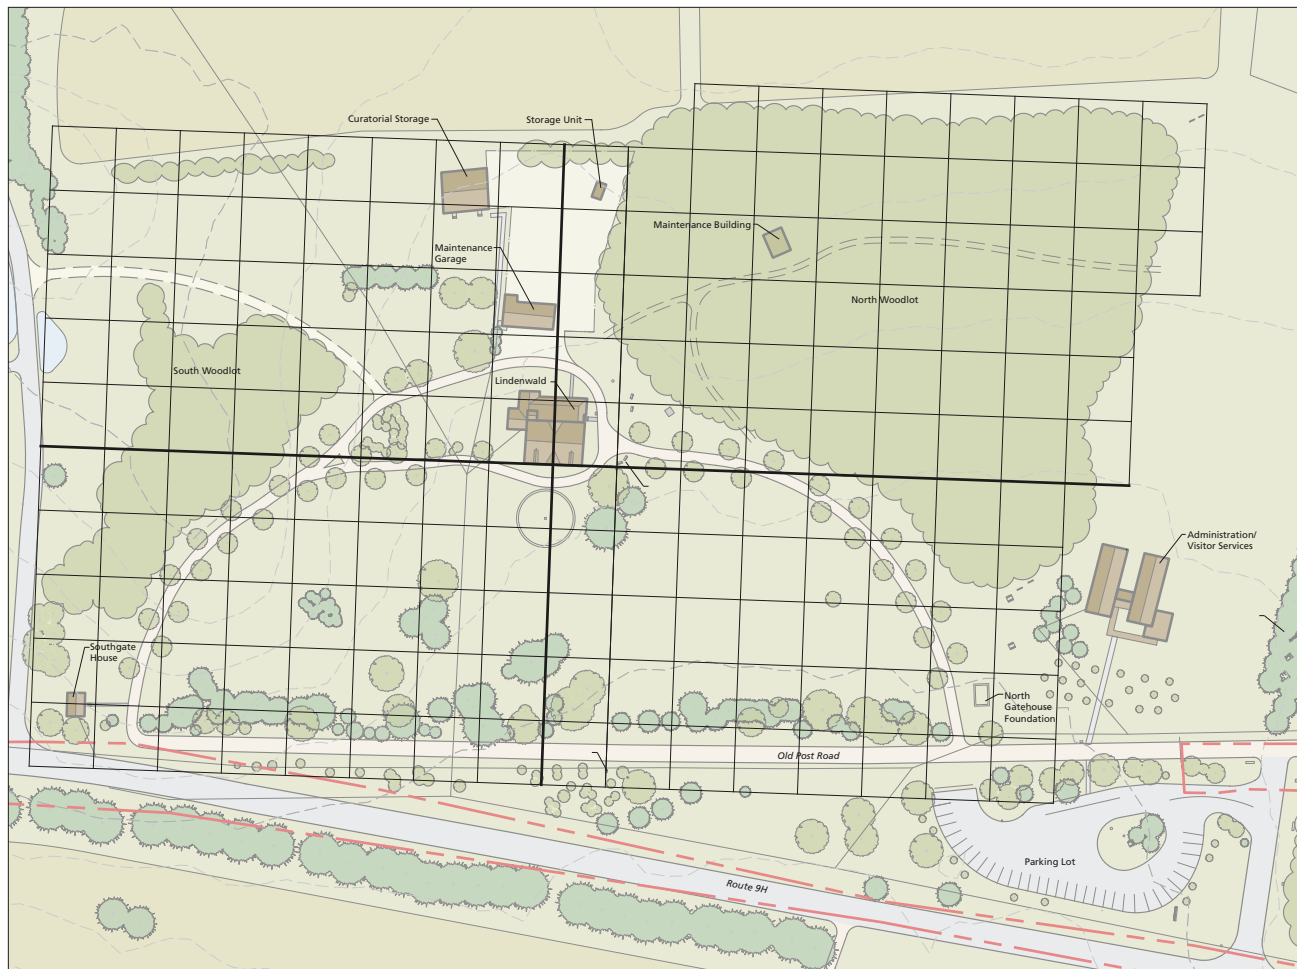 Curatorial Storage
Storage Unit
Maintenance Building
Maintenance
Garage
North Woodlot
South Woodlot
Lindenwald
Administration/
Visitor Services
Southgate
House
North
Gatehouse
Foundation
Old Post Road
Parking Lot
Route 9H